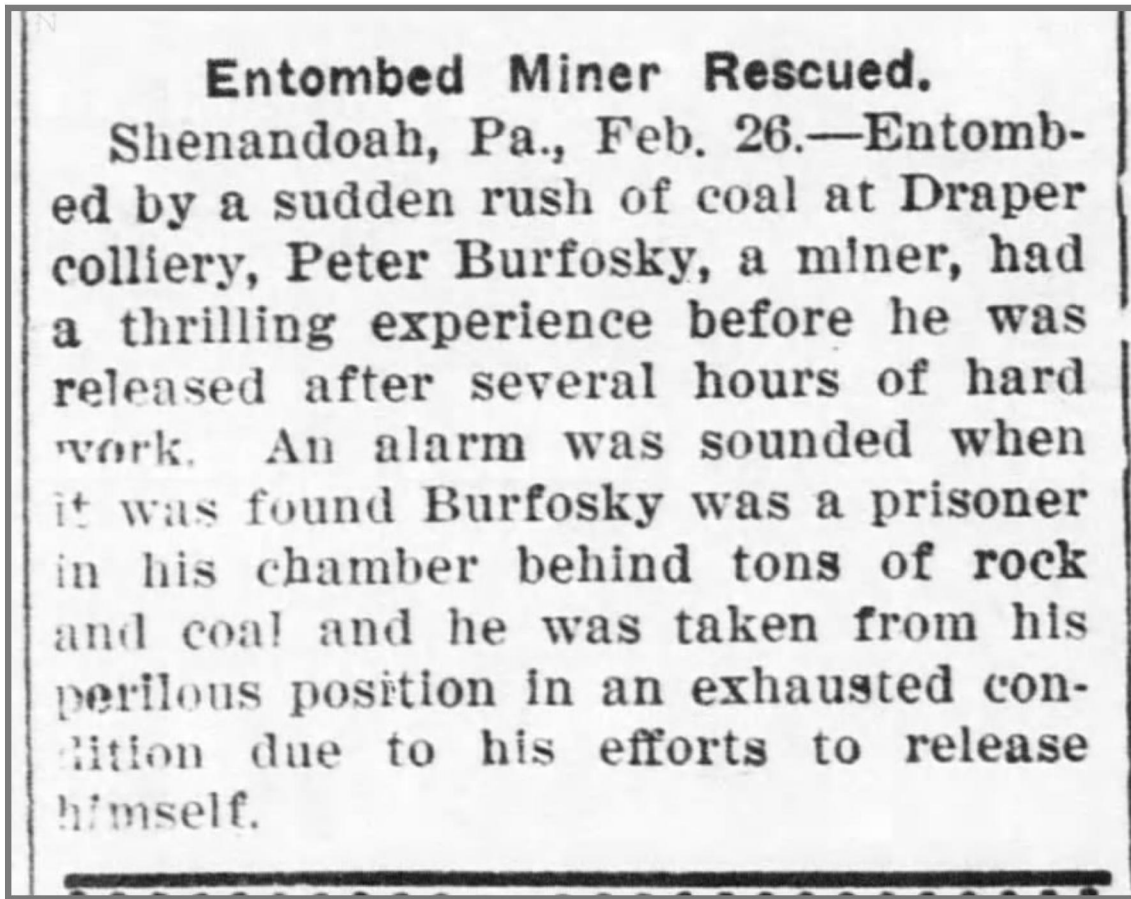 Entombed Miner Rescued.
Shenandoah, Pa., Feb. 26.—Entomb-
ed by a sudden rush of coal at Draper
colliery, Peter Burfosky, a miner, had
a thrilling experience before he was
released after several hours of hard
work. An alarm was sounded when
it was found Burfosky was a prisoner
in his chamber behind tons of rock
and coal and he was taken from his
perilous position in an exhausted con-
dition due to his efforts to release
himself.